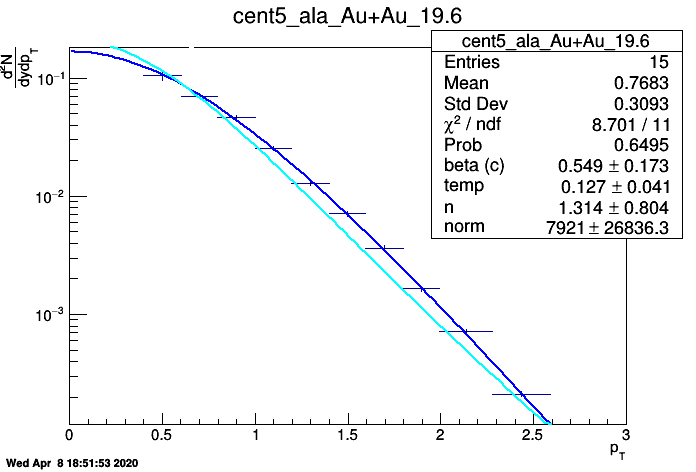 cent5_ala_Au+Au_19.6
d²N
dydp_T
cent5_ala_Au+Au_19.6
Entries 15
Mean 0.7683
Std Dev 0.3093
χ² / ndf 8.701 / 11
Prob 0.6495
beta (c) 0.549 ± 0.173
temp 0.127 ± 0.041
n 1.314 ± 0.804
norm 7921 ± 26836.3
10⁻¹
10⁻²
10⁻³
0 0.5 1 1.5 2 2.5 3
p_T
Wed Apr 8 18:51:53 2020